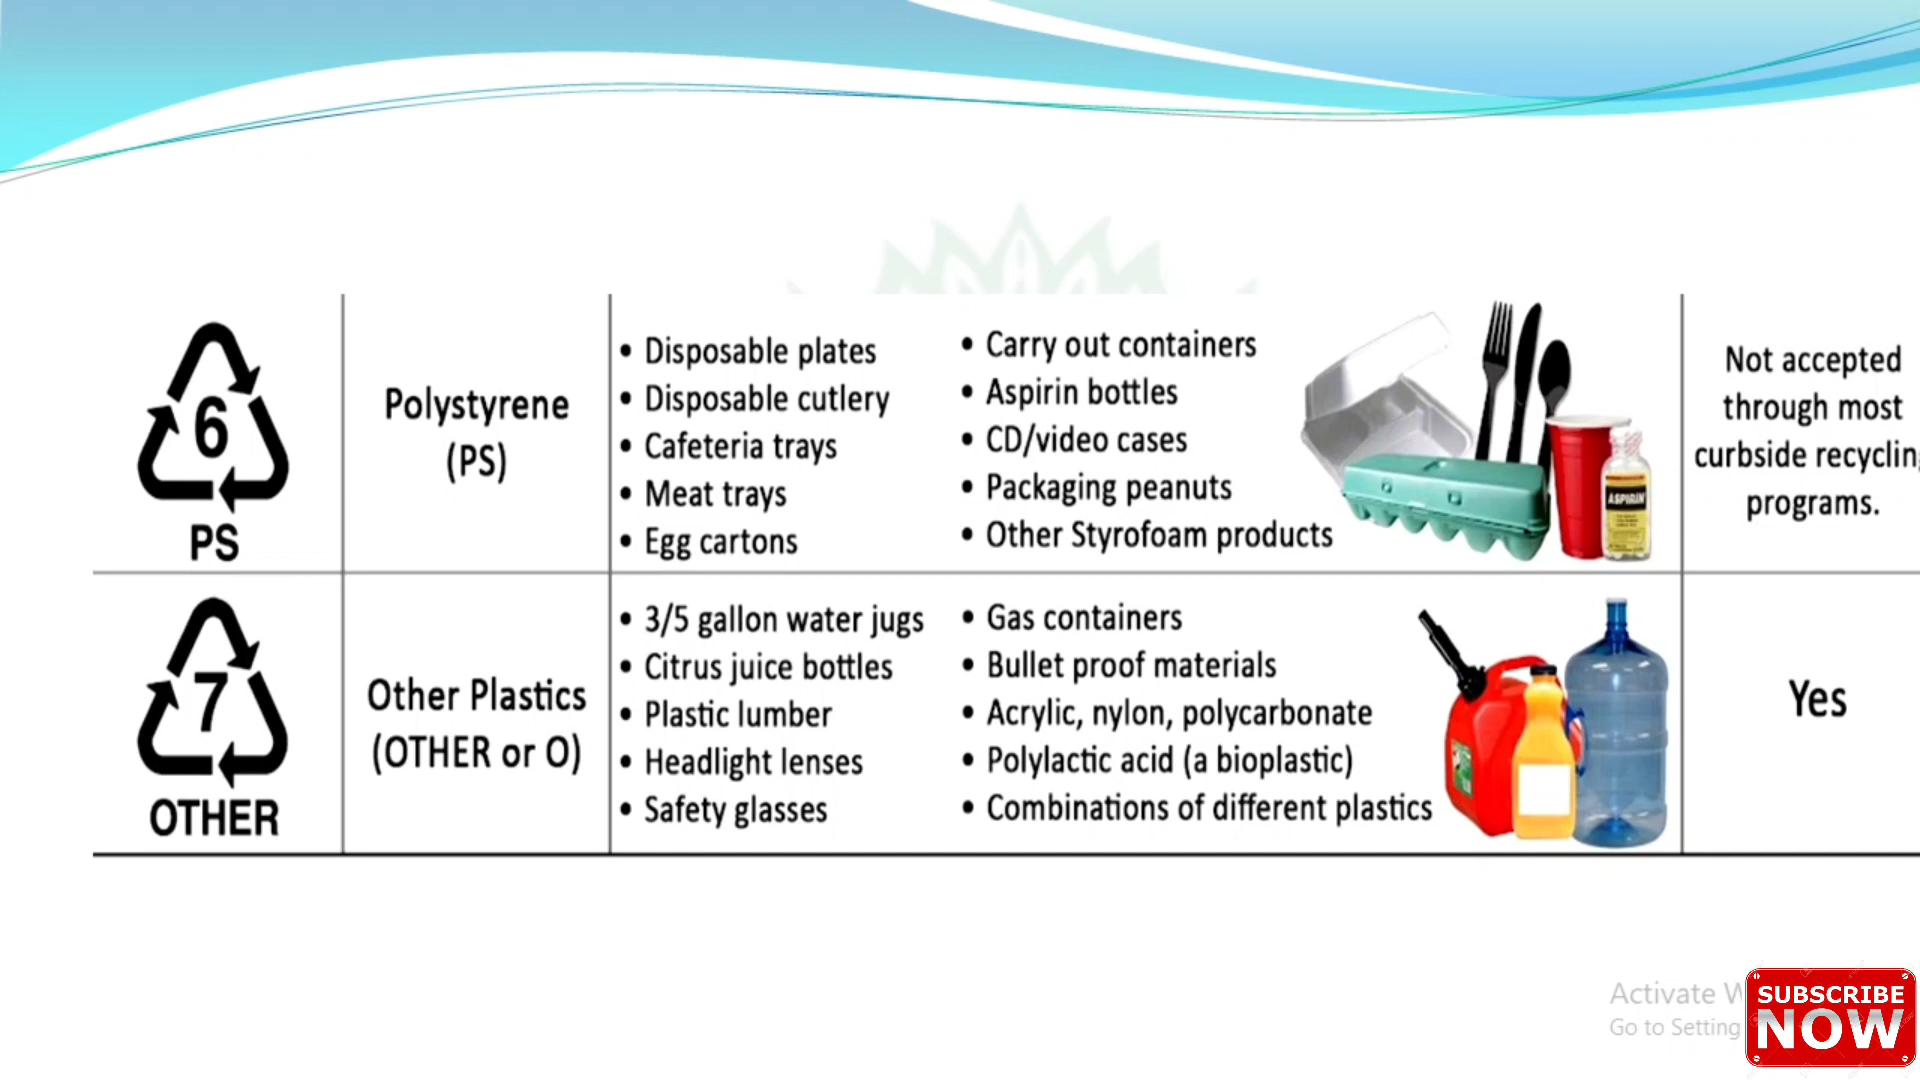 6
PS
Polystyrene
(PS)
• Disposable plates
• Disposable cutlery
• Cafeteria trays
• Meat trays
• Egg cartons
• Carry out containers
• Aspirin bottles
• CD/video cases
• Packaging peanuts
• Other Styrofoam products
ASPIRIN
Not accepted
through most
curbside recyclin
programs.
7
OTHER
Other Plastics
(OTHER or O)
• 3/5 gallon water jugs
• Citrus juice bottles
• Plastic lumber
• Headlight lenses
• Safety glasses
• Gas containers
• Bullet proof materials
• Acrylic, nylon, polycarbonate
• Polylactic acid (a bioplastic)
• Combinations of different plastics
Yes
Activate W
Go to Setting
SUBSCRIBE
NOW